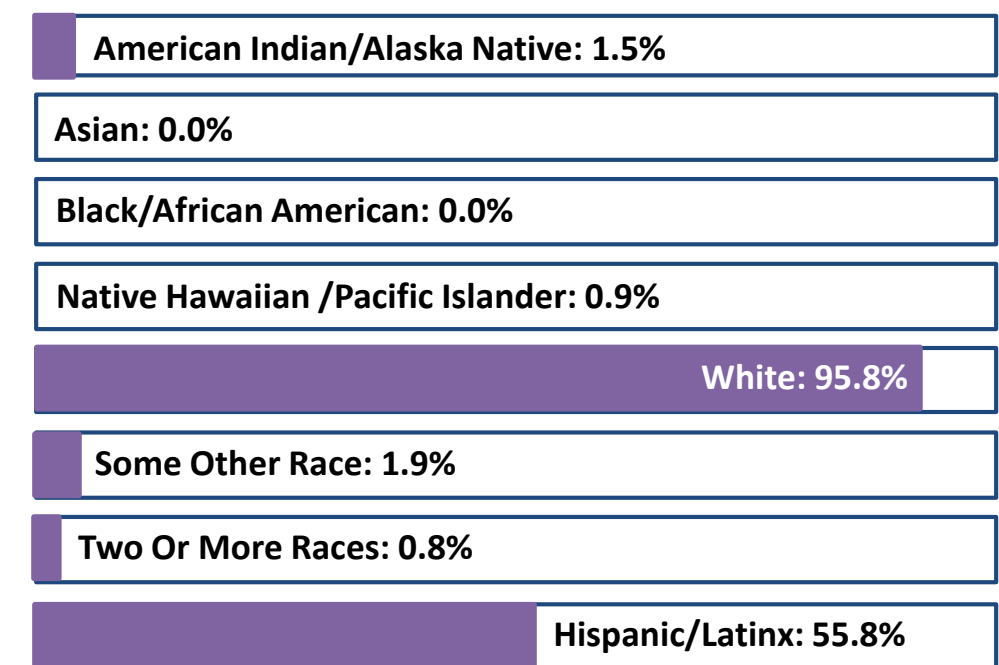 American Indian/Alaska Native: 1.5%
Asian: 0.0%
Black/African American: 0.0%
Native Hawaiian /Pacific Islander: 0.9%
White: 95.8%
Some Other Race: 1.9%
Two Or More Races: 0.8%
Hispanic/Latinx: 55.8%